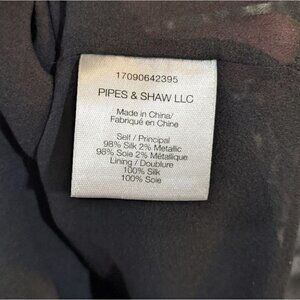 17090642395
PIPES & SHAW LLC
Made in China/
Fabriqué en Chine
Self / Principal
98% Silk 2% Metallic
98% Soie 2% Métallique
Lining / Doublure
100% Silk
100% Soie